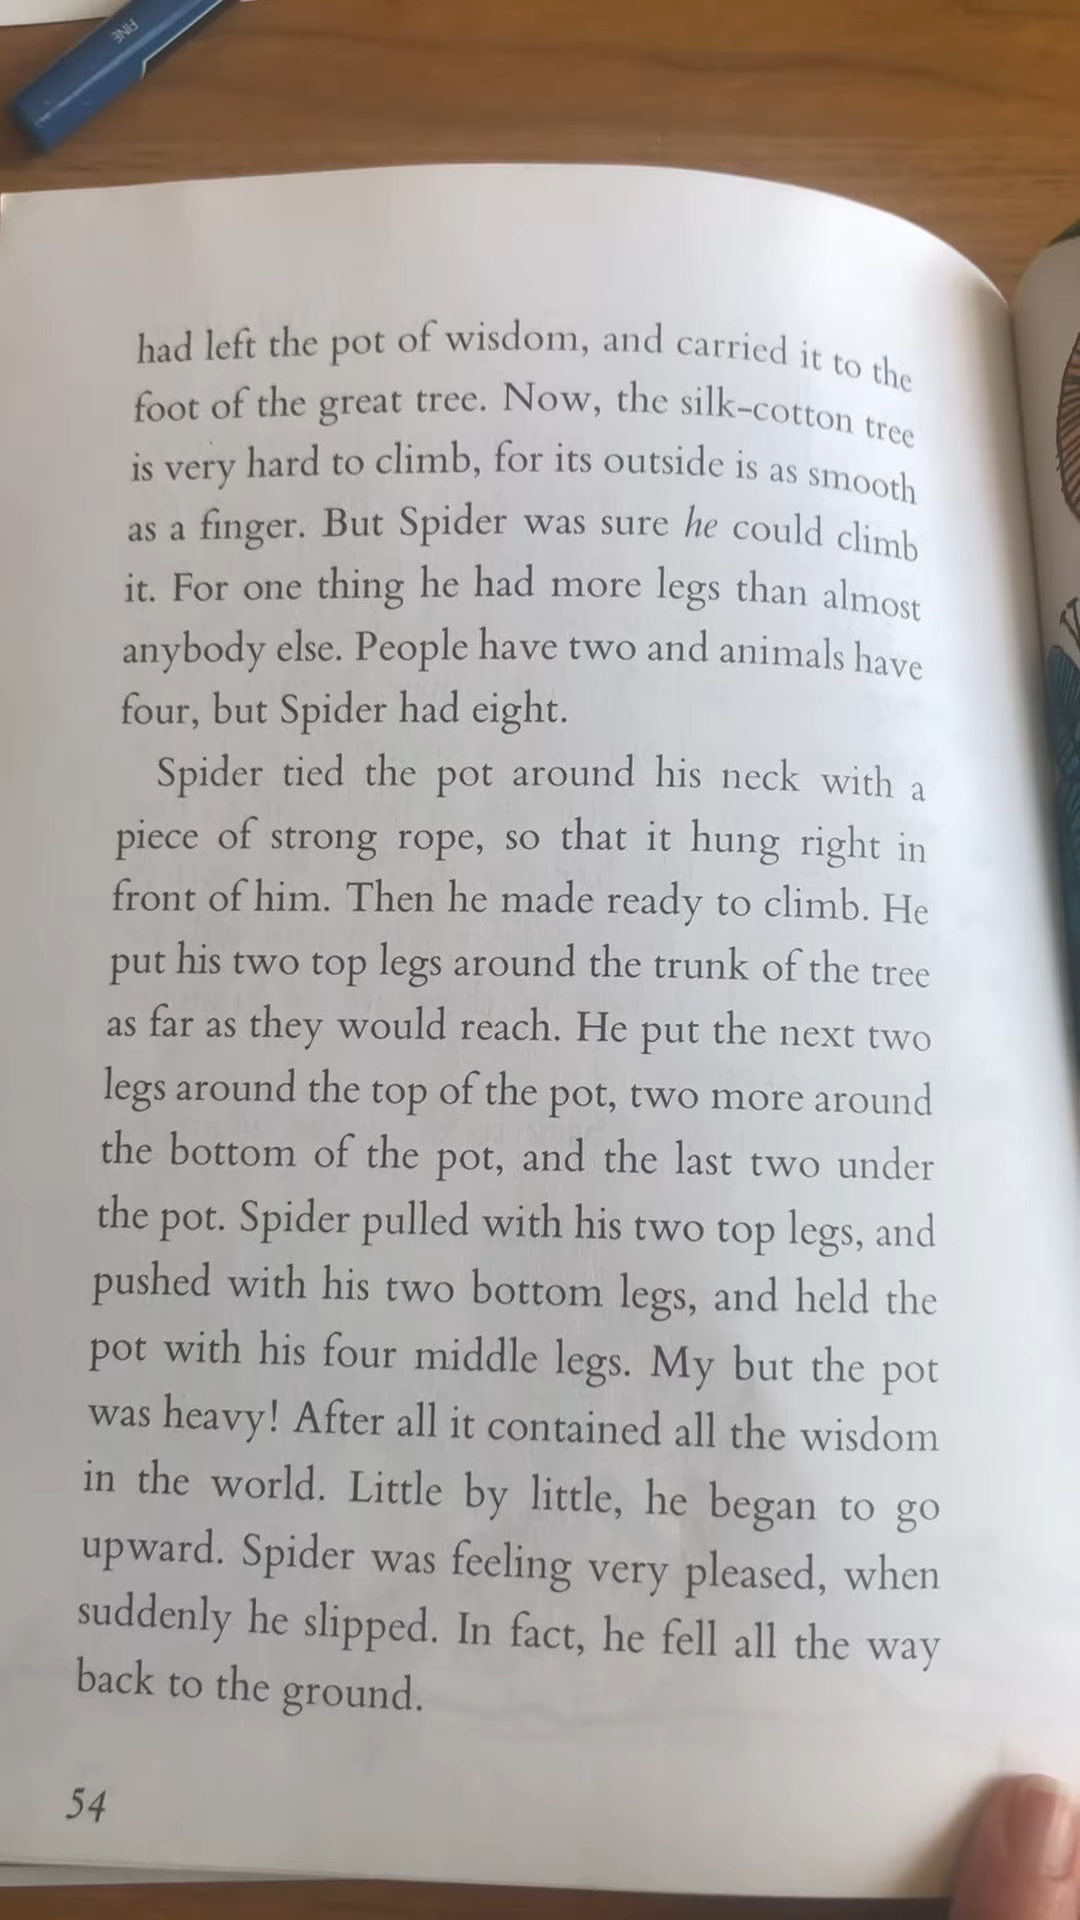 FINE
had left the pot of wisdom, and carried it to the
foot of the great tree. Now, the silk-cotton tree
is very hard to climb, for its outside is as smooth
as a finger. But Spider was sure he could climb
it. For one thing he had more legs than almost
anybody else. People have two and animals have
four, but Spider had eight.
Spider tied the pot around his neck with a
piece of strong rope, so that it hung right in
front of him. Then he made ready to climb. He
put his two top legs around the trunk of the tree
as far as they would reach. He put the next two
legs around the top of the pot, two more around
the bottom of the pot, and the last two under
the pot. Spider pulled with his two top legs, and
pushed with his two bottom legs, and held the
pot with his four middle legs. My but the pot
was heavy! After all it contained all the wisdom
in the world. Little by little, he began to go
upward. Spider was feeling very pleased, when
suddenly he slipped. In fact, he fell all the way
back to the ground.
54